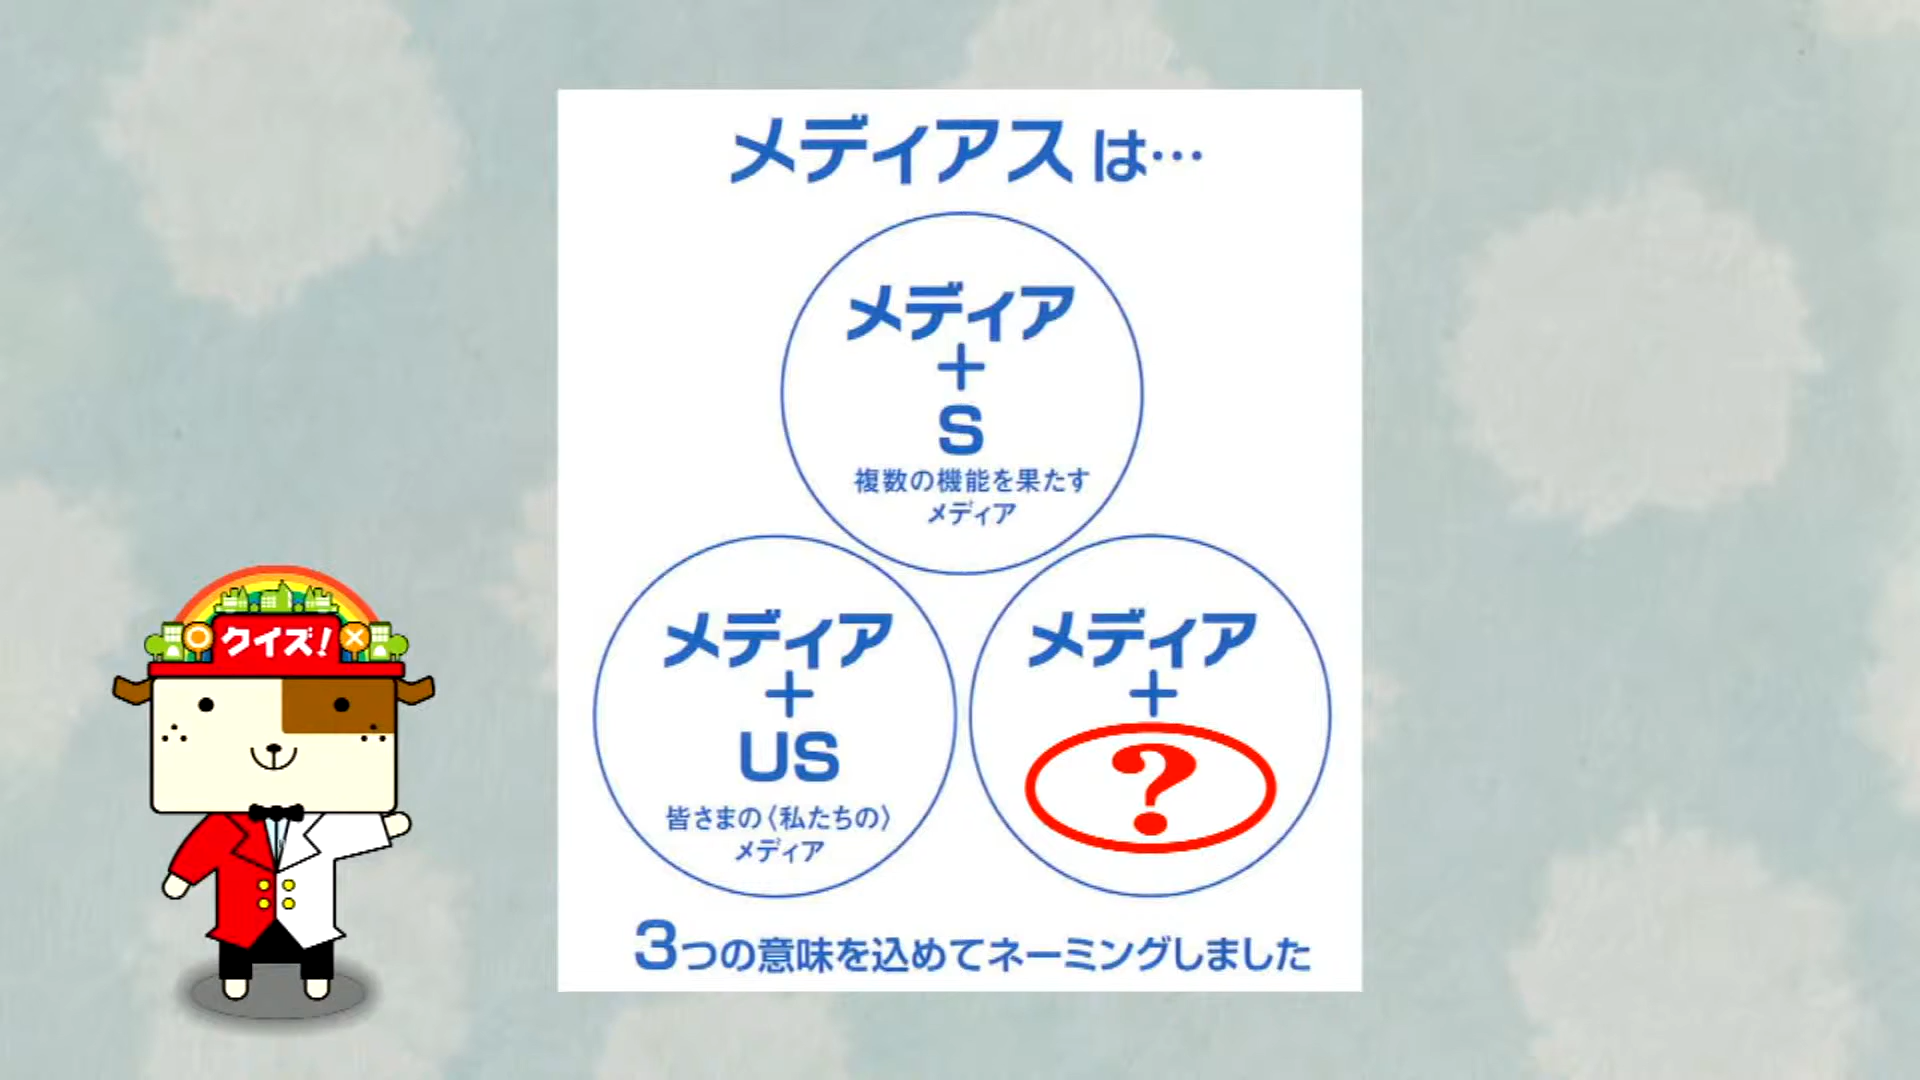 メディアスは…
メディア
+
S
複数の機能を果たす
メディア
メディア
+
US
皆さまの〈私たちの〉
メディア
メディア
+
?
3つの意味を込めてネーミングしました
クイズ!